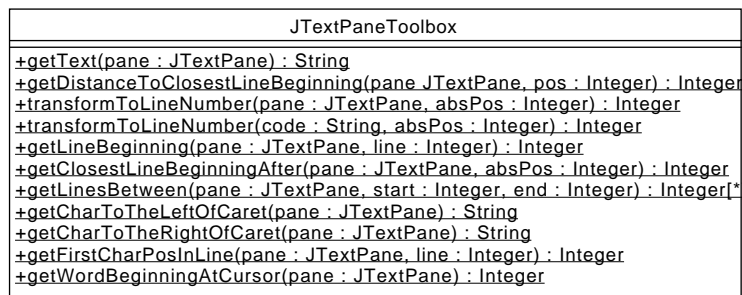 JTextPaneToolbox
+getText(pane : JTextPane) : String
+getDistanceToClosestLineBeginning(pane JTextPane, pos : Integer) : Integer
+transformToLineNumber(pane : JTextPane, absPos : Integer) : Integer
+transformToLineNumber(code : String, absPos : Integer) : Integer
+getLineBeginning(pane : JTextPane, line : Integer) : Integer
+getClosestLineBeginningAfter(pane : JTextPane, absPos : Integer) : Integer
+getLinesBetween(pane : JTextPane, start : Integer, end : Integer) : Integer[*
+getCharToTheLeftOfCaret(pane : JTextPane) : String
+getCharToTheRightOfCaret(pane : JTextPane) : String
+getFirstCharPosInLine(pane : JTextPane, line : Integer) : Integer
+getWordBeginningAtCursor(pane : JTextPane) : Integer